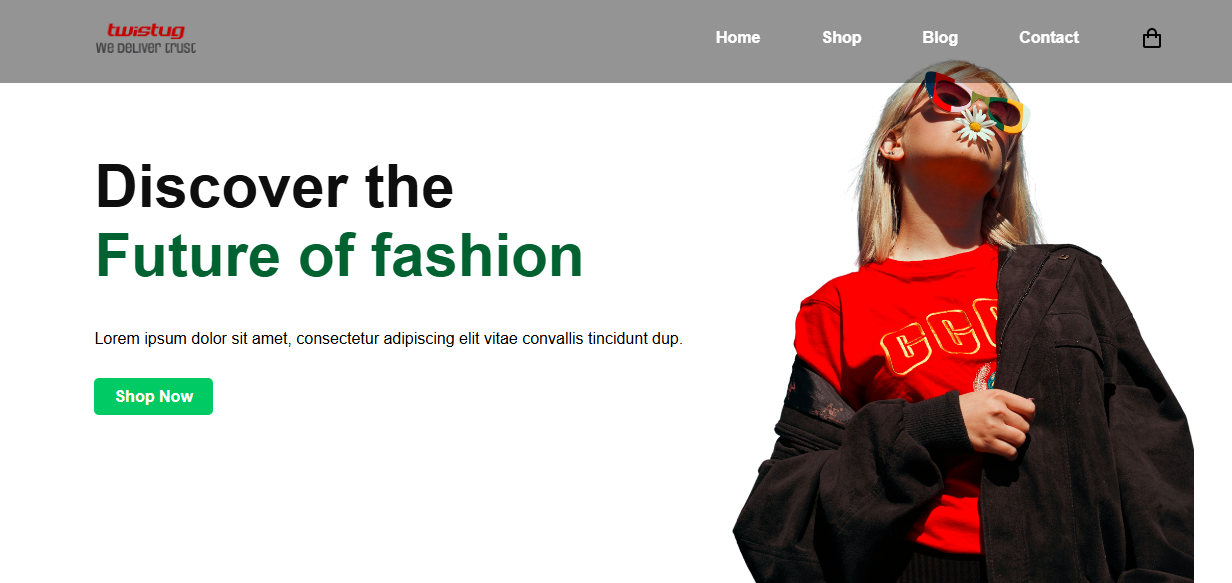 twistug
We Deliver Trust
Home Shop Blog Contact
Discover the
Future of fashion
Lorem ipsum dolor sit amet, consectetur adipiscing elit vitae convallis tincidunt dup.
Shop Now